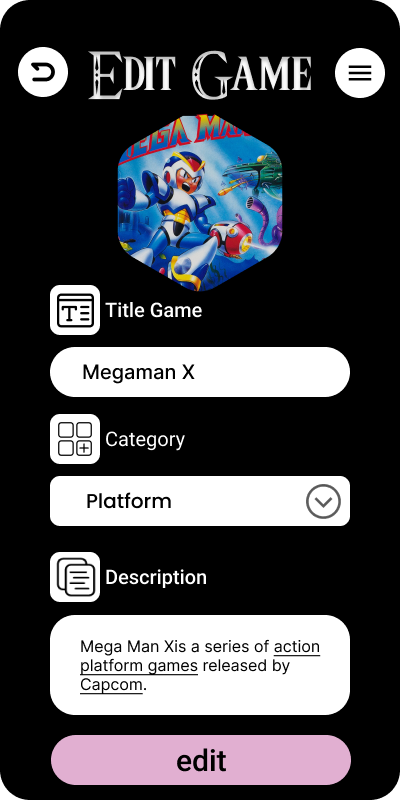 Edit Game
MEGA MAN
Title Game
Megaman X
Category
Platform
Description
Mega Man Xis a series of action
platform games released by
Capcom.
edit